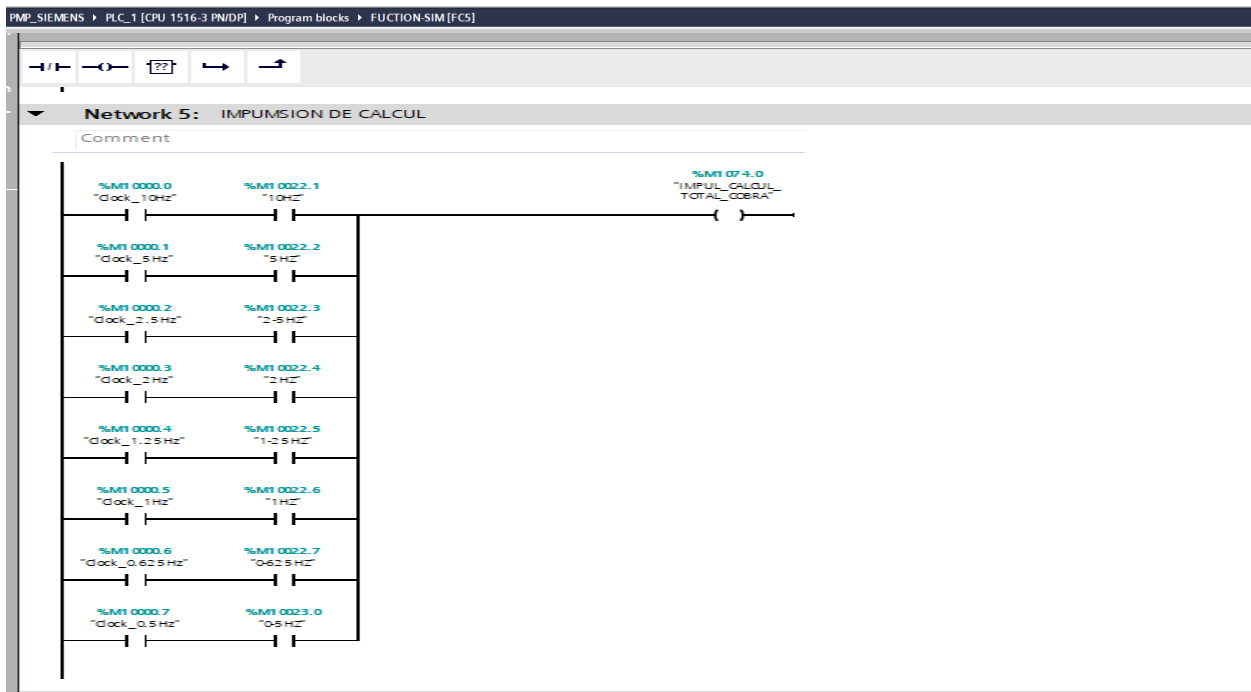 PMP_SIEMENS ▸ PLC_1 [CPU 1516-3 PN/DP] ▸ Program blocks ▸ FUCTION-SIM [FC5]
??
Network 5: IMPUMSION DE CALCUL
Comment
%M10000.0 %M10022.1 %M1074.0
"Clock_10Hz" "10HZ" "IMPUL_CALCUL_
TOTAL_COBRA"
%M10000.1 %M10022.2
"Clock_5Hz" "5HZ"
%M10000.2 %M10022.3
"Clock_2.5Hz" "2-5HZ"
%M10000.3 %M10022.4
"Clock_2Hz" "2HZ"
%M10000.4 %M10022.5
"Clock_1.25Hz" "1-25HZ"
%M10000.5 %M10022.6
"Clock_1Hz" "1HZ"
%M10000.6 %M10022.7
"Clock_0.625Hz" "0-625HZ"
%M10000.7 %M10023.0
"Clock_0.5Hz" "0-5HZ"